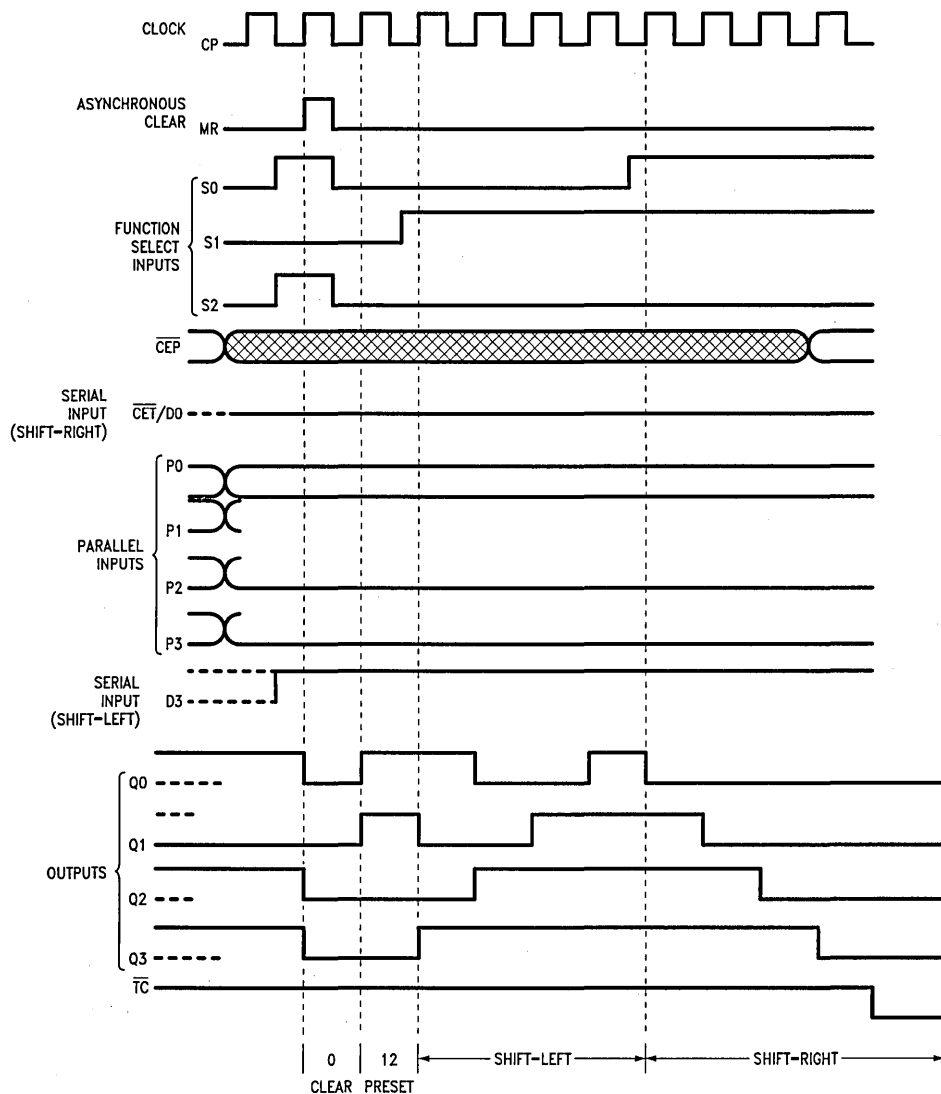 CLOCK
CP
ASYNCHRONOUS
CLEAR
MR
S0
FUNCTION
SELECT
INPUTS
S1
S2
CEP
SERIAL
INPUT
(SHIFT-RIGHT)
CET/D0
P0
P1
PARALLEL
INPUTS
P2
P3
SERIAL
INPUT
(SHIFT-LEFT)
D3
Q0
Q1
OUTPUTS
Q2
Q3
TC
0
12
SHIFT-LEFT
SHIFT-RIGHT
CLEAR
PRESET